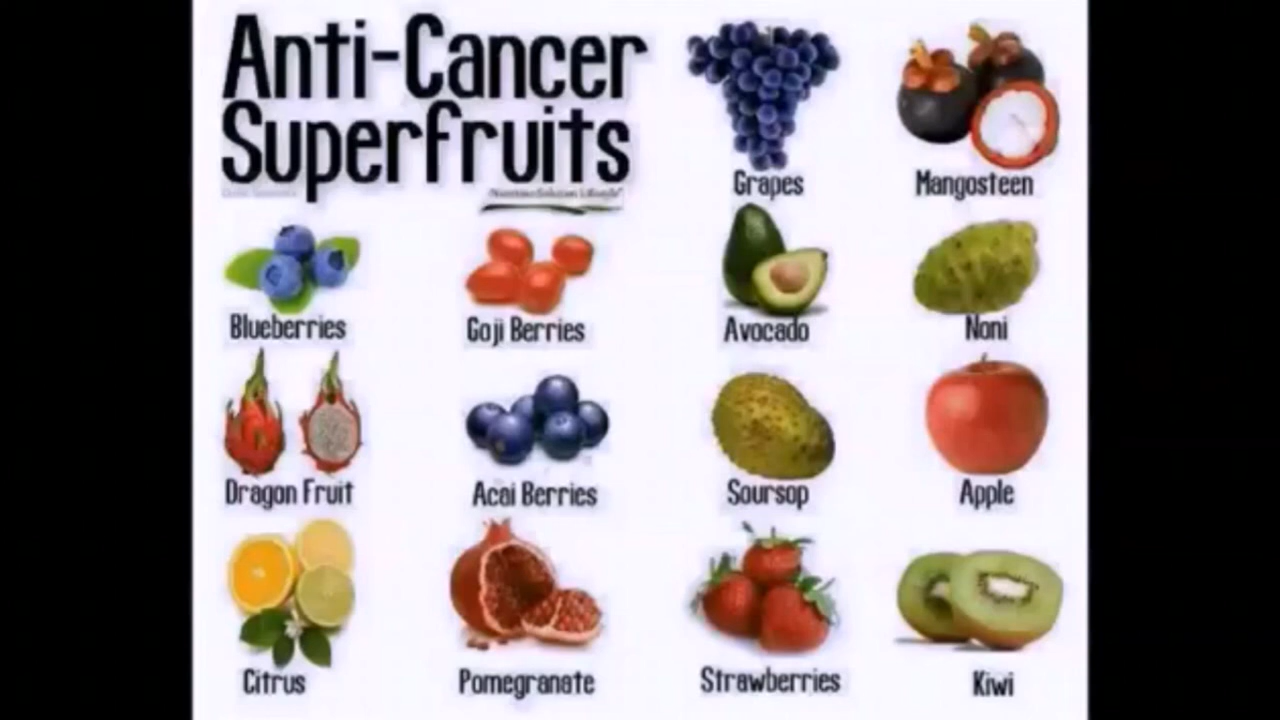 Anti-Cancer
Superfruits
Grapes
Mangosteen
Blueberries
Goji Berries
Avocado
Noni
Dragon Fruit
Acai Berries
Soursop
Apple
Citrus
Pomegranate
Strawberries
Kiwi